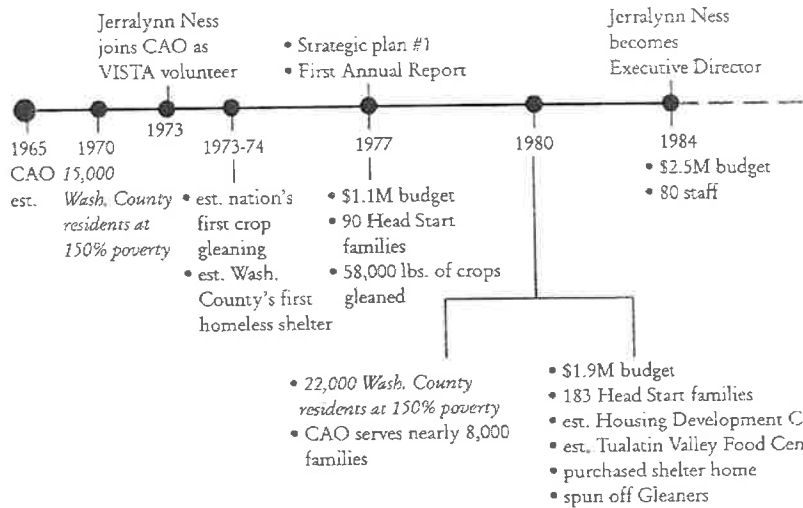 Jerralynn Ness
joins CAO as
VISTA volunteer
• Strategic plan #1
• First Annual Report
Jerralynn Ness
becomes
Executive Director
1965
CAO
est.
1970
15,000
Wash. County
residents at
150% poverty
1973
1973-74
• est. nation's
first crop
gleaning
• est. Wash.
County's first
homeless shelter
1977
• $1.1M budget
• 90 Head Start
families
• 58,000 lbs. of crops
gleaned
1980
• 22,000 Wash. County
residents at 150% poverty
• CAO serves nearly 8,000
families
• $1.9M budget
• 183 Head Start families
• est. Housing Development C
• est. Tualatin Valley Food Cen
• purchased shelter home
• spun off Gleaners
1984
• $2.5M budget
• 80 staff